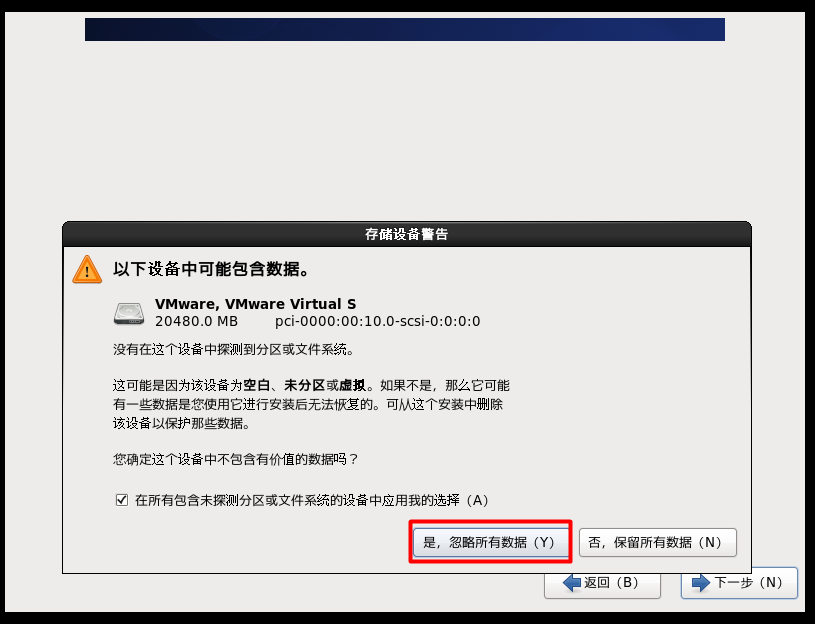 存储设备警告
以下设备中可能包含数据。
VMware, VMware Virtual S
20480.0 MB pci-0000:00:10.0-scsi-0:0:0:0
没有在这个设备中探测到分区或文件系统。
这可能是因为该设备为空白、未分区或虚拟。如果不是，那么它可能
有一些数据是您使用它进行安装后无法恢复的。可从这个安装中删除
该设备以保护那些数据。
您确定这个设备中不包含有价值的数据吗？
在所有包含未探测分区或文件系统的设备中应用我的选择（A）
是，忽略所有数据（Y） 否，保留所有数据（N）
返回（B） 下一步（N）